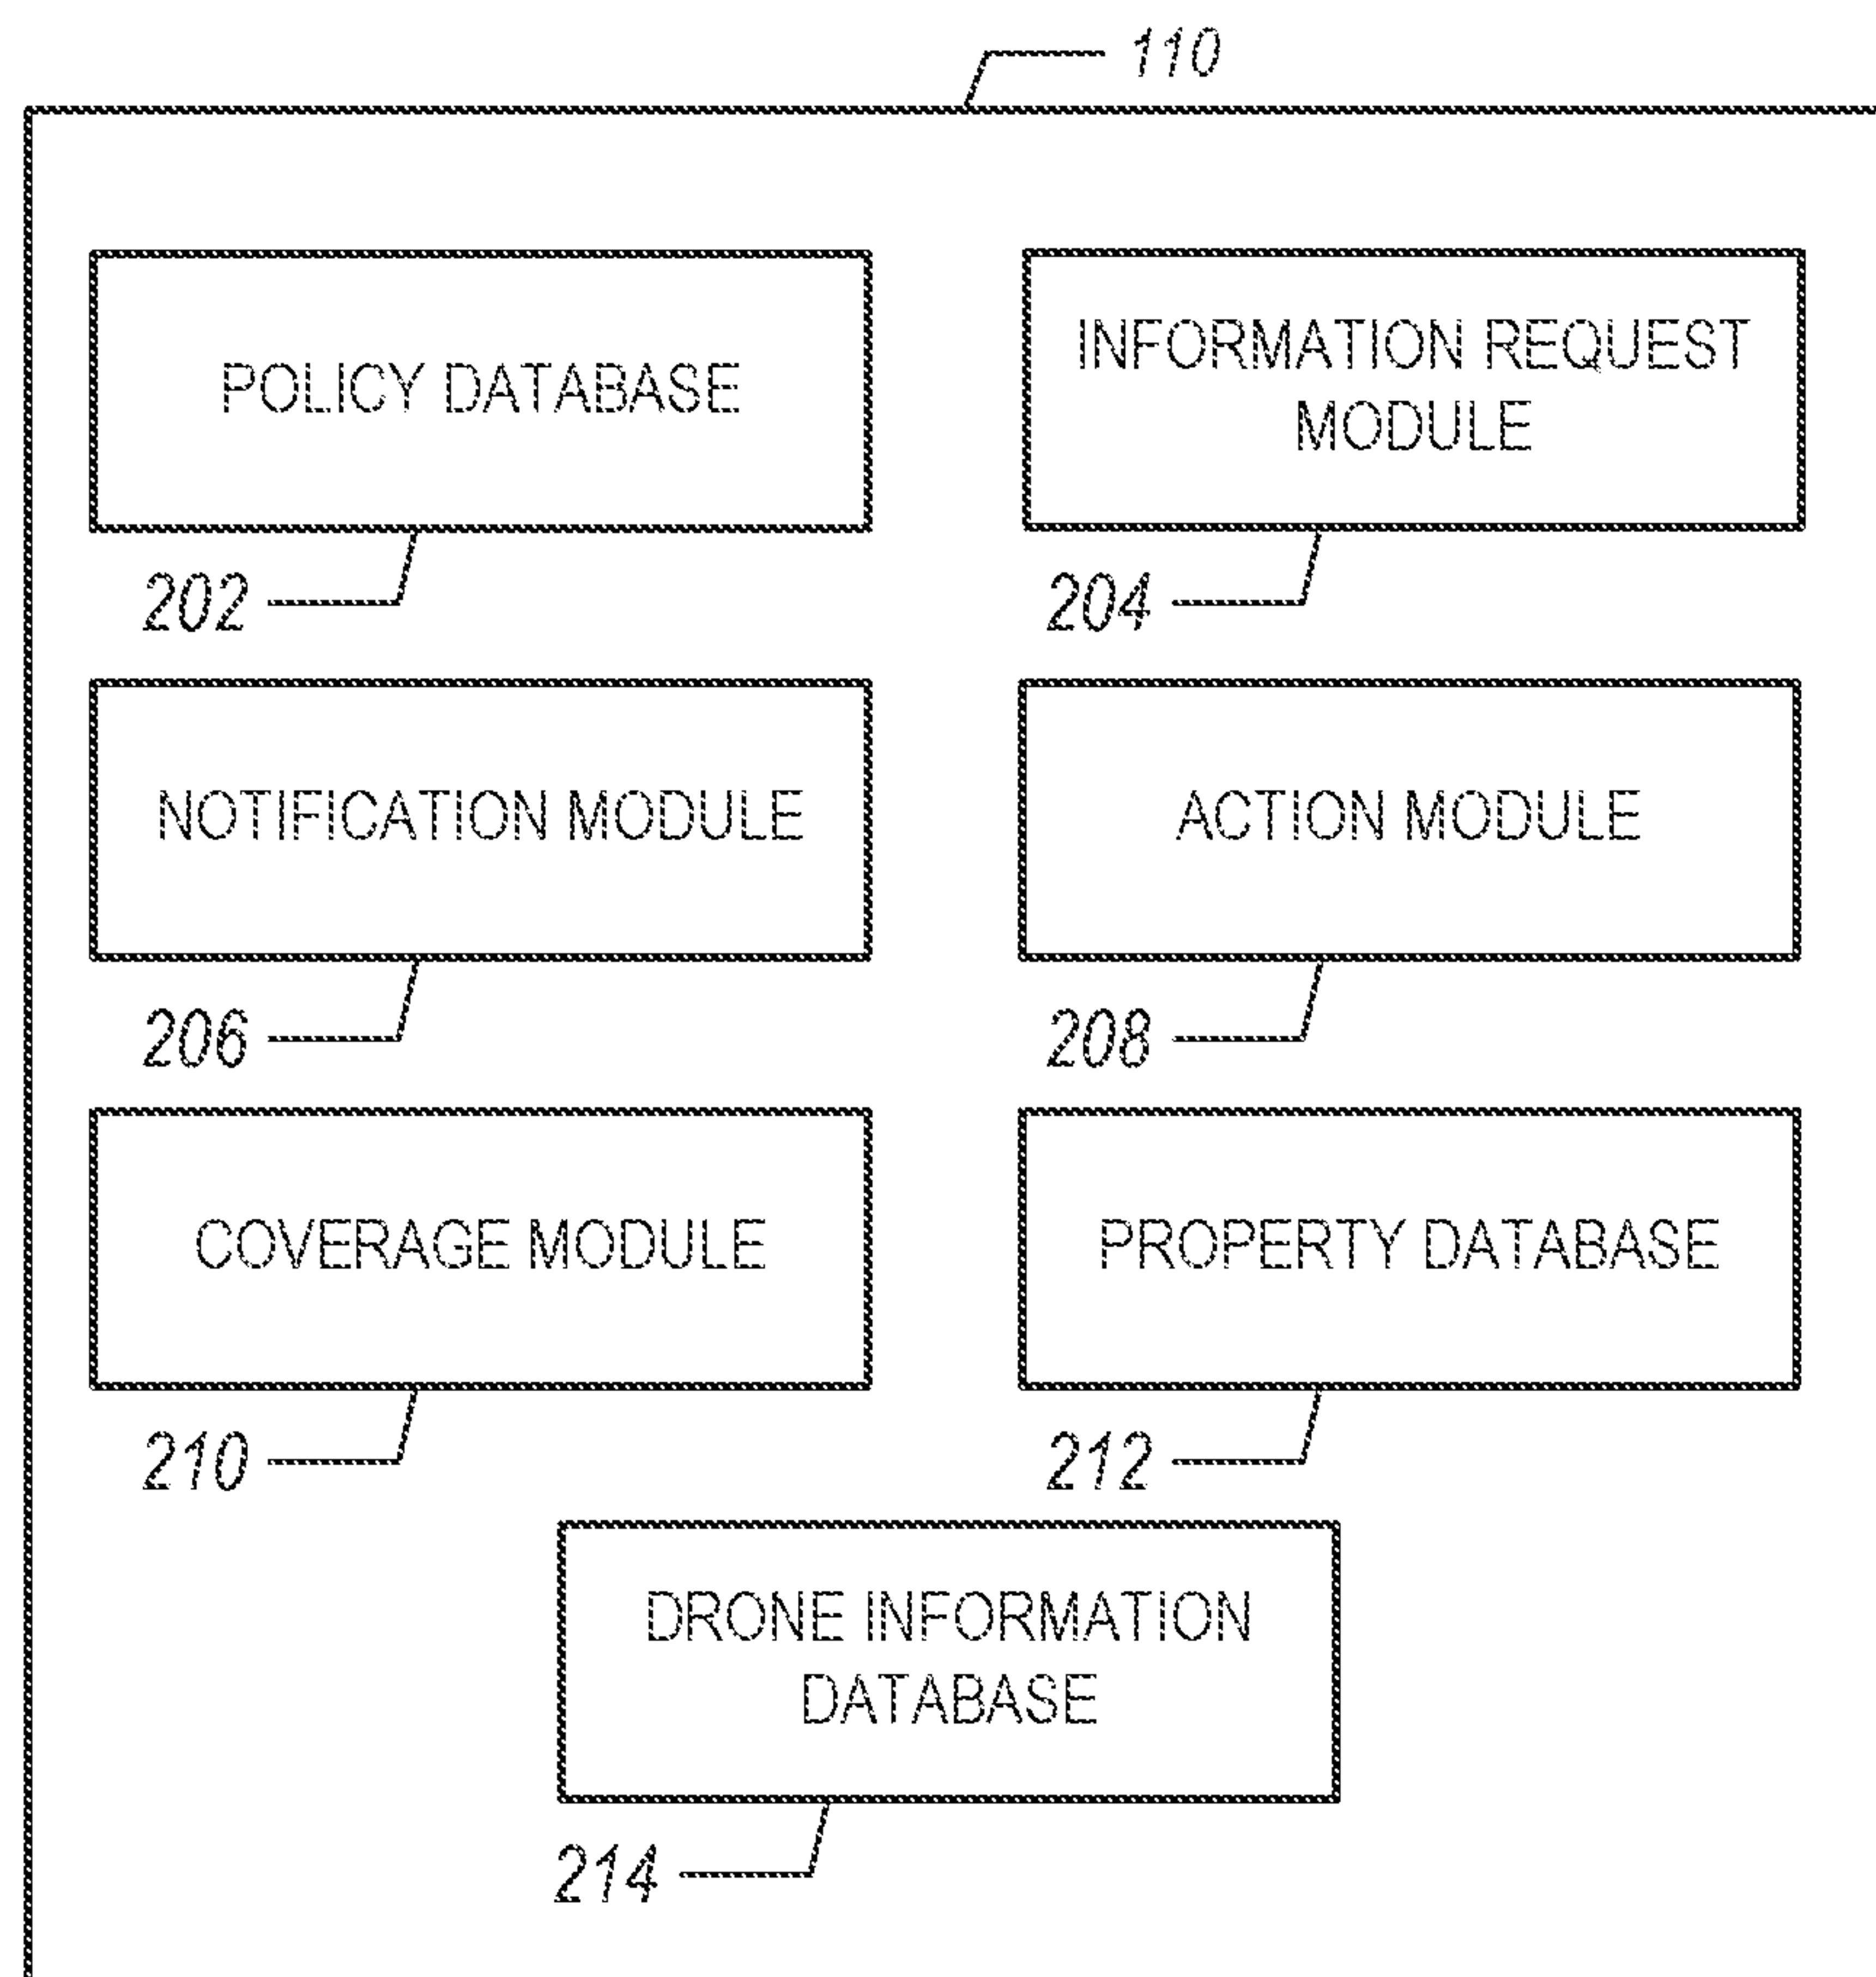 110
POLICY DATABASE
INFORMATION REQUEST
MODULE
202
204
NOTIFICATION MODULE
ACTION MODULE
206
208
COVERAGE MODULE
PROPERTY DATABASE
210
212
DRONE INFORMATION
DATABASE
214